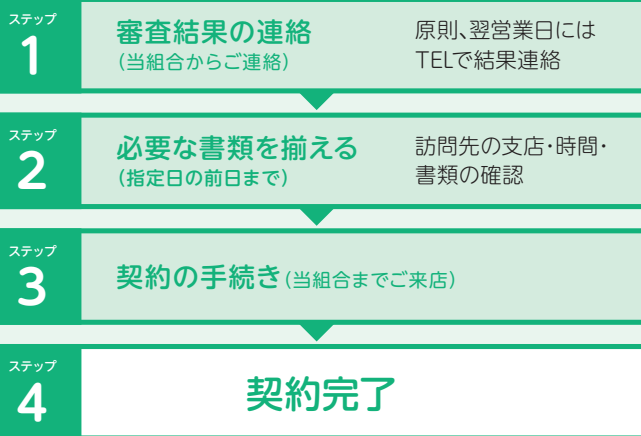 ステップ
1
審査結果の連絡
(当組合からご連絡)
原則、翌営業日には
TELで結果連絡
ステップ
2
必要な書類を揃える
(指定日の前日まで)
訪問先の支店・時間・
書類の確認
ステップ
3
契約の手続き(当組合までご来店)
ステップ
4
契約完了